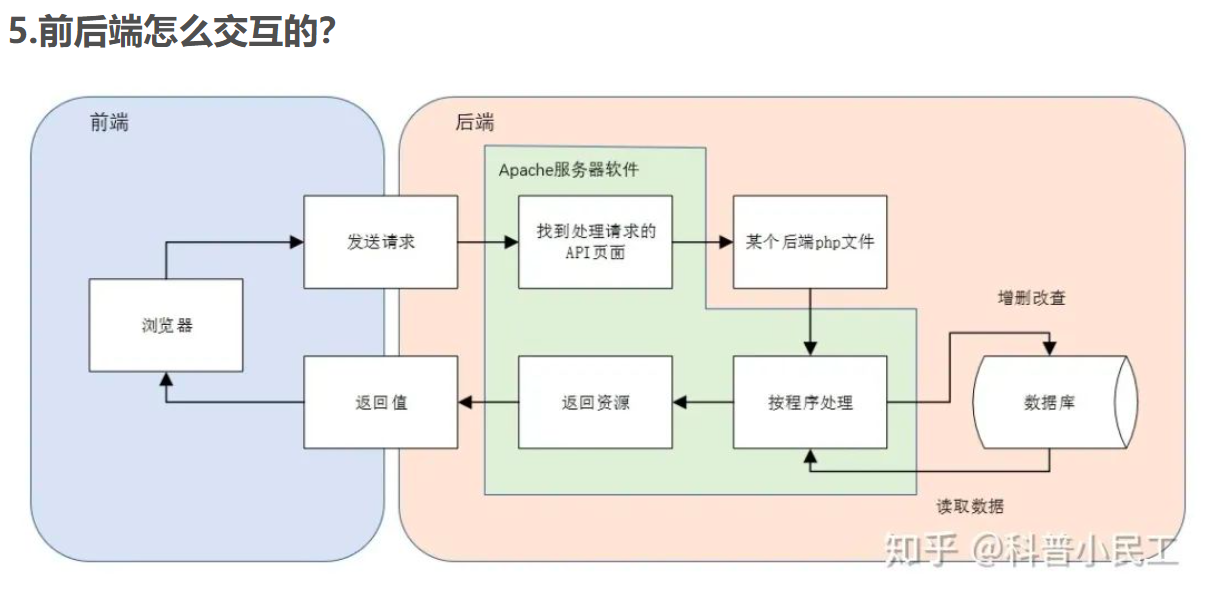 5.前后端怎么交互的?
前端
后端
Apache服务器软件
发送请求
找到处理请求的
API页面
某个后端php文件
浏览器
增删改查
返回值
返回资源
按程序处理
数据库
读取数据
知乎 @科普小民工